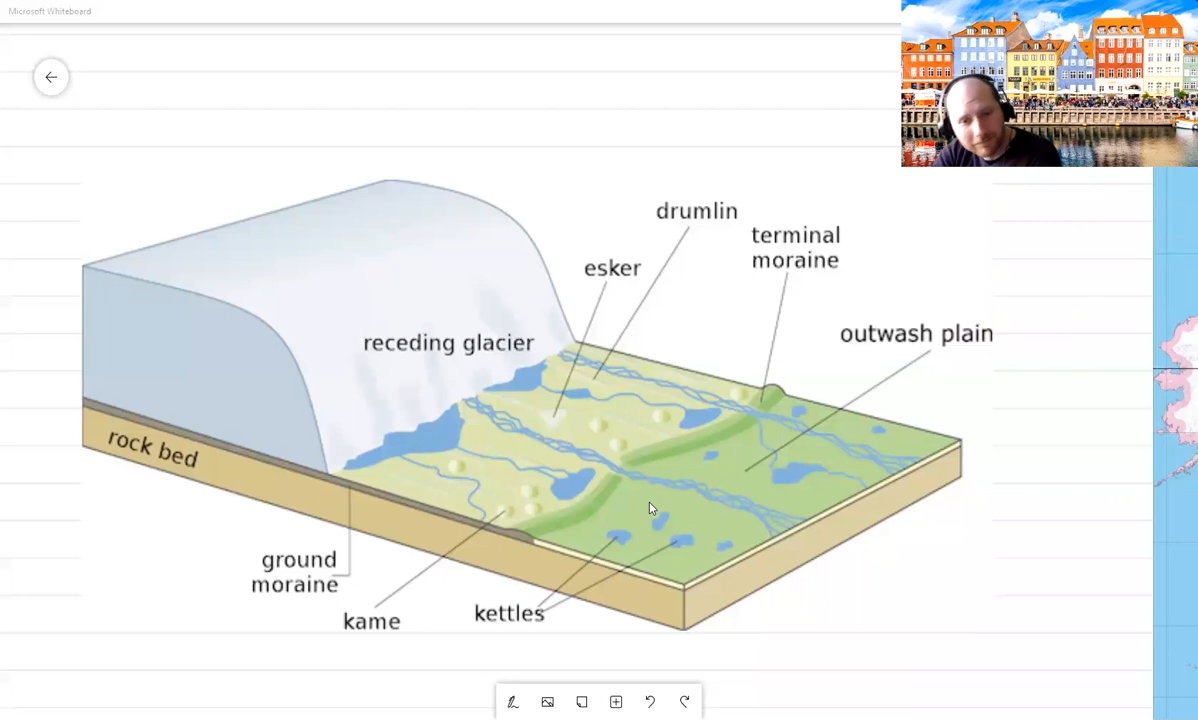 Microsoft Whiteboard
drumlin
terminal
moraine
esker
outwash plain
receding glacier
rock bed
ground
moraine
kame
kettles